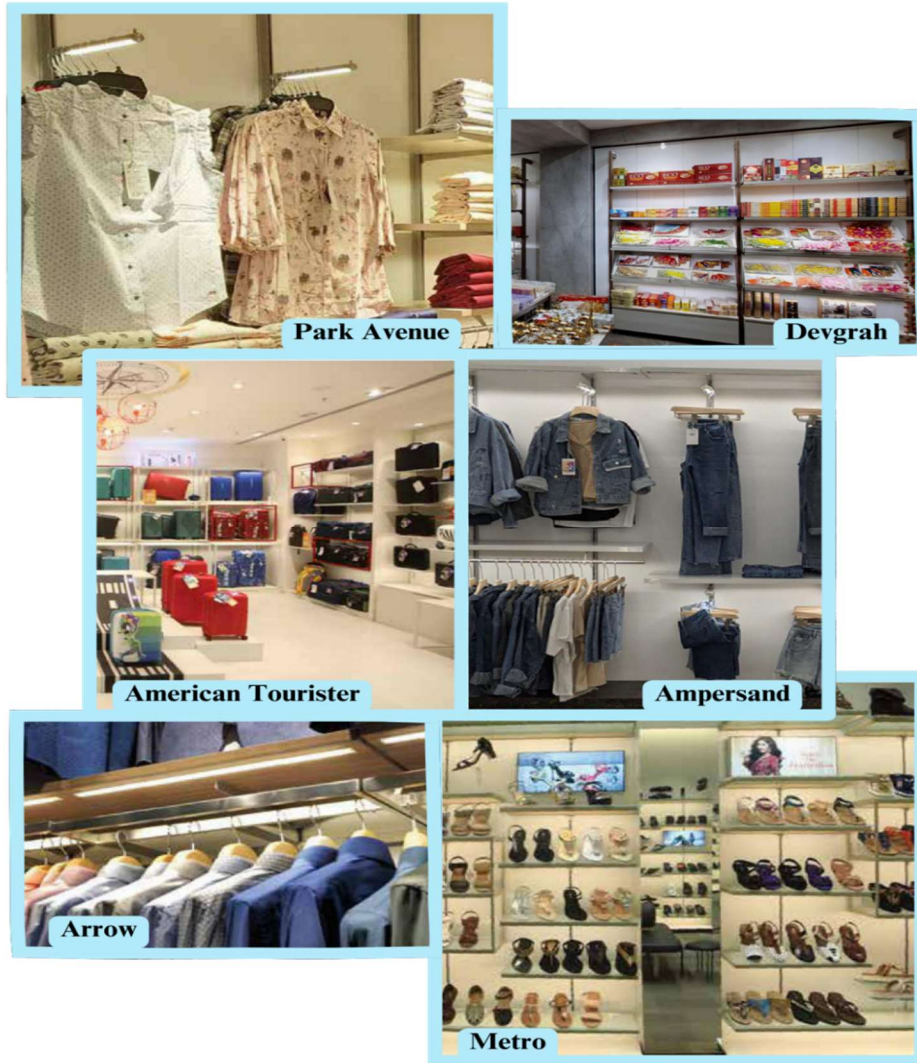 Park Avenue
Devgrah
American Tourister
Ampersand
Arrow
Metro